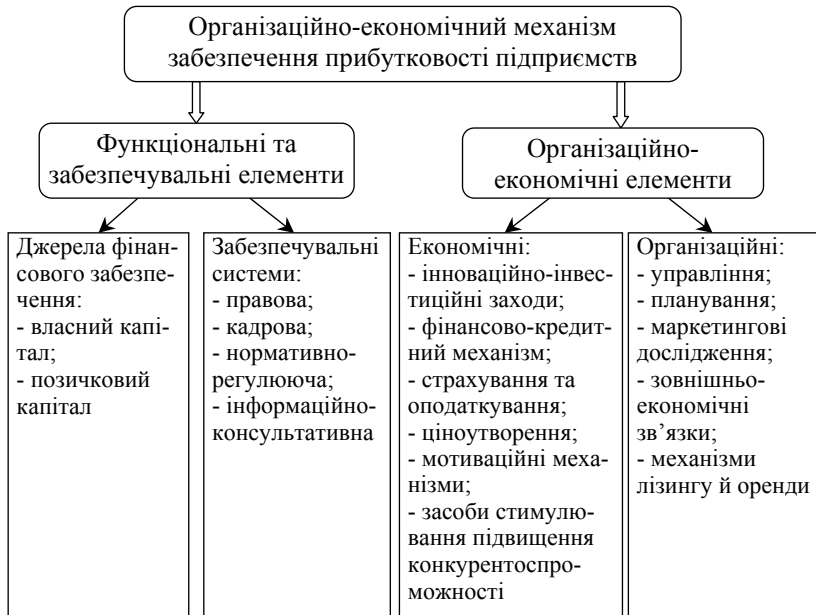 Організаційно-економічний механізм
забезпечення прибутковості підприємств
Функціональні та
забезпечувальні елементи
Організаційно-
економічні елементи
Джерела фінан-
сового забезпе-
чення:
- власний капі-
тал;
- позичковий
капітал
Забезпечувальні
системи:
- правова;
- кадрова;
- нормативно-
регулююча;
- інформаційно-
консультативна
Економічні:
- інноваційно-інвес-
тиційні заходи;
- фінансово-кредит-
ний механізм;
- страхування та
оподаткування;
- ціноутворення;
- мотиваційні меха-
нізми;
- засоби стимулю-
вання підвищення
конкурентоспро-
можності
Організаційні:
- управління;
- планування;
- маркетингові
дослідження;
- зовнішньо-
економічні
зв’язки;
- механізми
лізингу й оренди